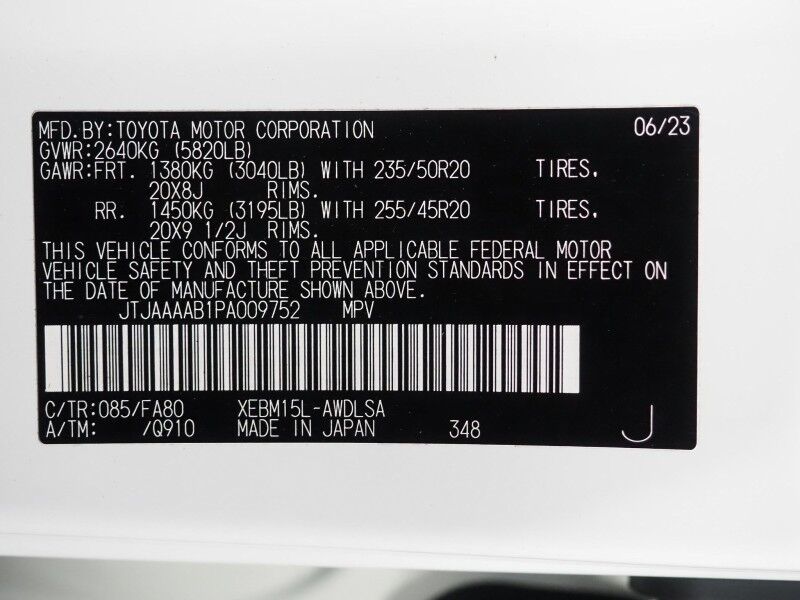 MFD.BY:TOYOTA MOTOR CORPORATION 06/23
GVWR:2640KG (5820LB)
GAWR:FRT. 1380KG (3040LB) WITH 235/50R20 TIRES.
20X8J RIMS.
RR. 1450KG (3195LB) WITH 255/45R20 TIRES.
20X9 1/2J RIMS.
THIS VEHICLE CONFORMS TO ALL APPLICABLE FEDERAL MOTOR
VEHICLE SAFETY AND THEFT PREVENTION STANDARDS IN EFFECT ON
THE DATE OF MANUFACTURE SHOWN ABOVE.
JTJAAAAB1PA009752 MPV
C/TR:085/FA80 XEBM15L-AWDLSA
A/TM: /Q910 MADE IN JAPAN 348 J